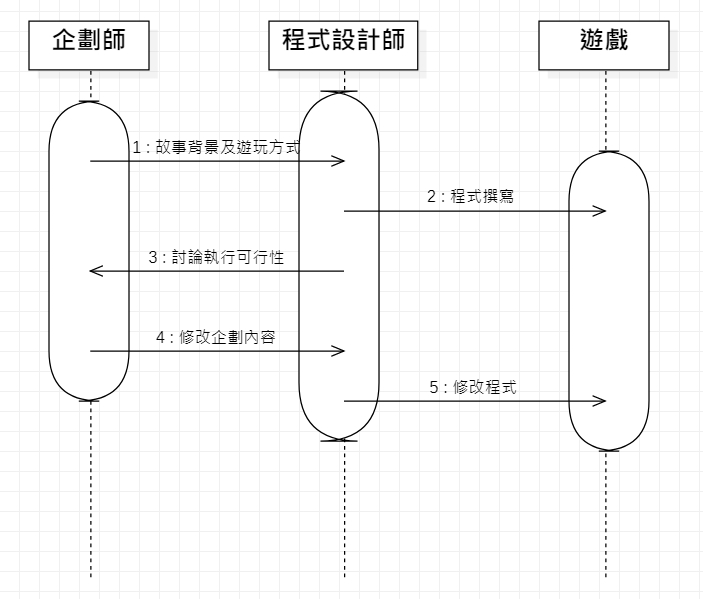 企劃師
程式設計師
遊戲
1 : 故事背景及遊玩方式
2 : 程式撰寫
3 : 討論執行可行性
4 : 修改企劃內容
5 : 修改程式